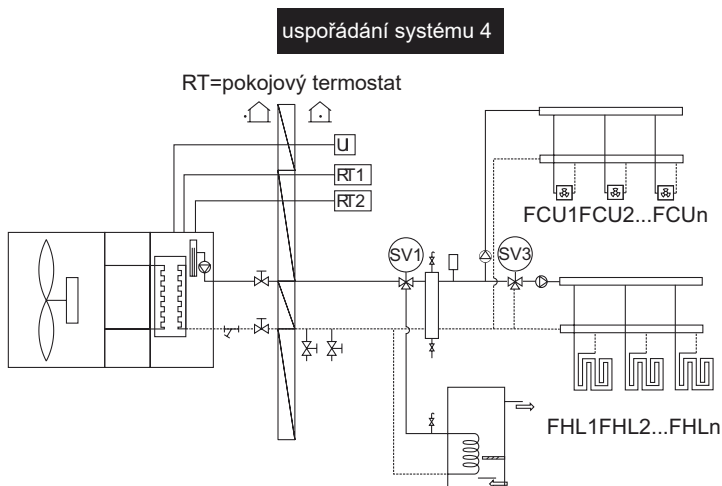 uspořádání systému 4
RT=pokojový termostat
u
RT1
RT2
FCU1FCU2...FCUn
SV1
SV3
FHL1FHL2...FHLn